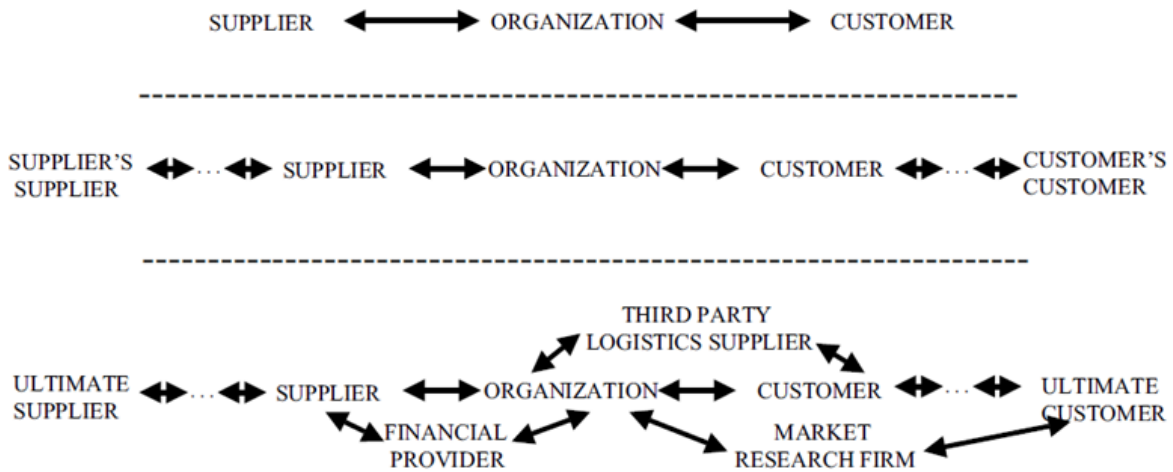 SUPPLIER ORGANIZATION CUSTOMER
SUPPLIER'S
SUPPLIER
... SUPPLIER ORGANIZATION CUSTOMER ...
CUSTOMER'S
CUSTOMER
THIRD PARTY
LOGISTICS SUPPLIER
ULTIMATE
SUPPLIER
... SUPPLIER ORGANIZATION CUSTOMER ...
ULTIMATE
CUSTOMER
FINANCIAL
PROVIDER
MARKET
RESEARCH FIRM